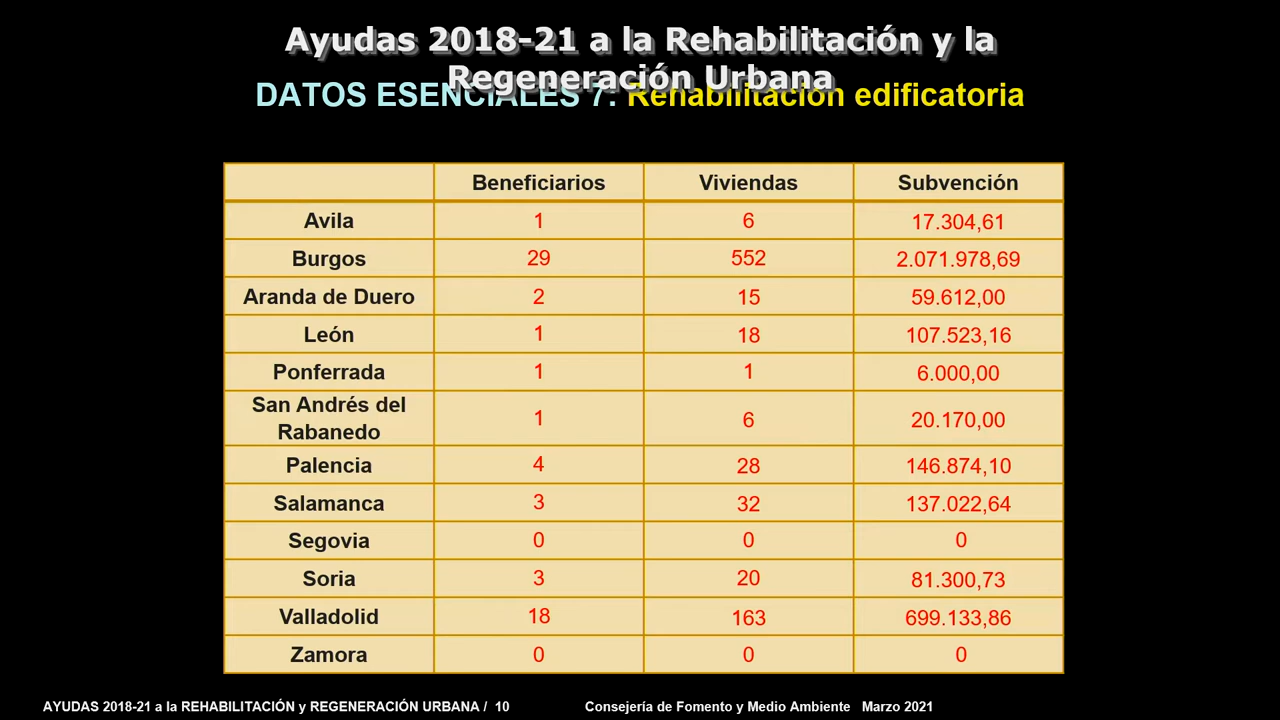 Ayudas 2018-21 a la Rehabilitación y la
Regeneración Urbana
DATOS ESENCIALES 7: Rehabilitación edificatoria
Beneficiarios Viviendas Subvención
Avila 1 6 17.304,61
Burgos 29 552 2.071.978,69
Aranda de Duero 2 15 59.612,00
León 1 18 107.523,16
Ponferrada 1 1 6.000,00
San Andrés del
Rabanedo 1 6 20.170,00
Palencia 4 28 146.874,10
Salamanca 3 32 137.022,64
Segovia 0 0 0
Soria 3 20 81.300,73
Valladolid 18 163 699.133,86
Zamora 0 0 0
AYUDAS 2018-21 a la REHABILITACIÓN y REGENERACIÓN URBANA / 10 Consejería de Fomento y Medio Ambiente Marzo 2021